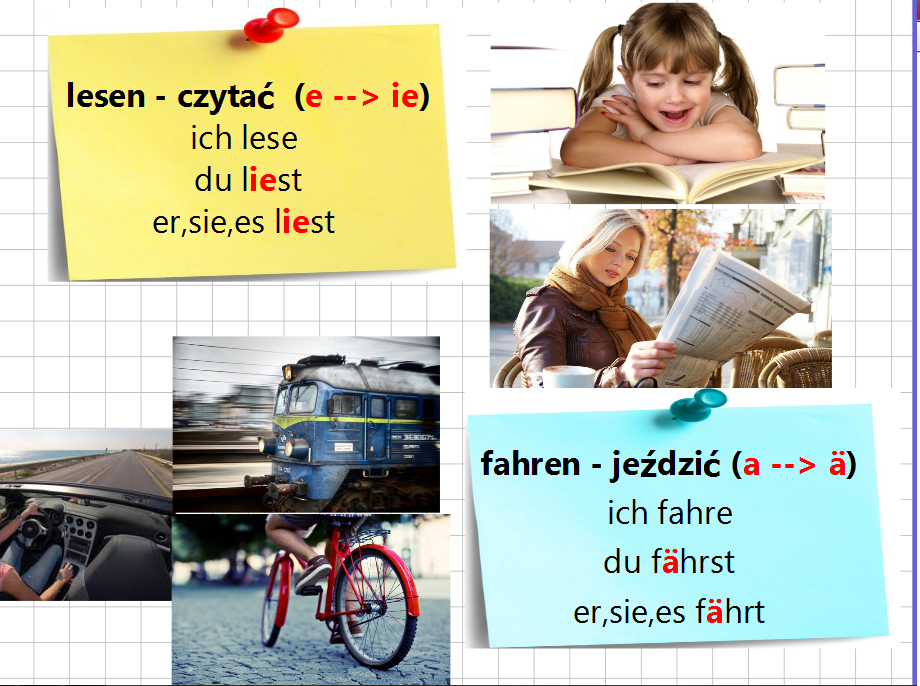 lesen - czytać (e --> ie)
ich lese
du liest
er,sie,es liest
fahren - jeździć (a --> ä)
ich fahre
du fährst
er,sie,es fährt